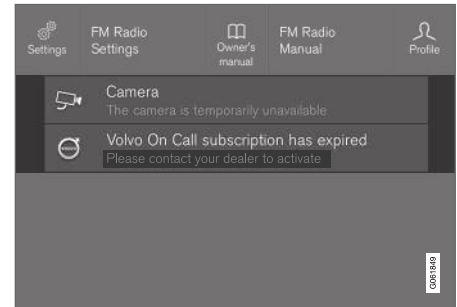 Settings
FM Radio
Settings
Owner's
manual
FM Radio
Manual
Profile
Camera
The camera is temporarily unavailable
Volvo On Call subscription has expired
Please contact your dealer to activate
G061849